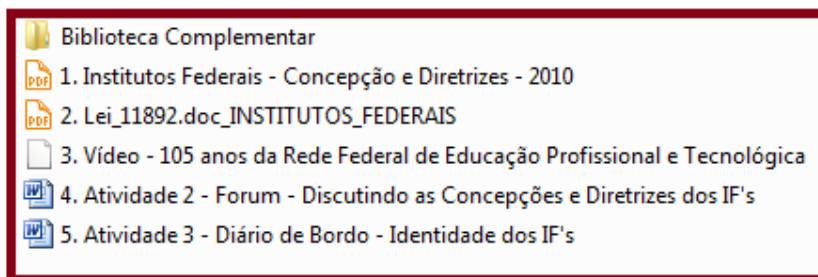 Biblioteca Complementar
1. Institutos Federais - Concepção e Diretrizes - 2010
2. Lei_11892.doc_INSTITUTOS_FEDERAIS
3. Vídeo - 105 anos da Rede Federal de Educação Profissional e Tecnológica
4. Atividade 2 - Forum - Discutindo as Concepções e Diretrizes dos IF's
5. Atividade 3 - Diário de Bordo - Identidade dos IF's